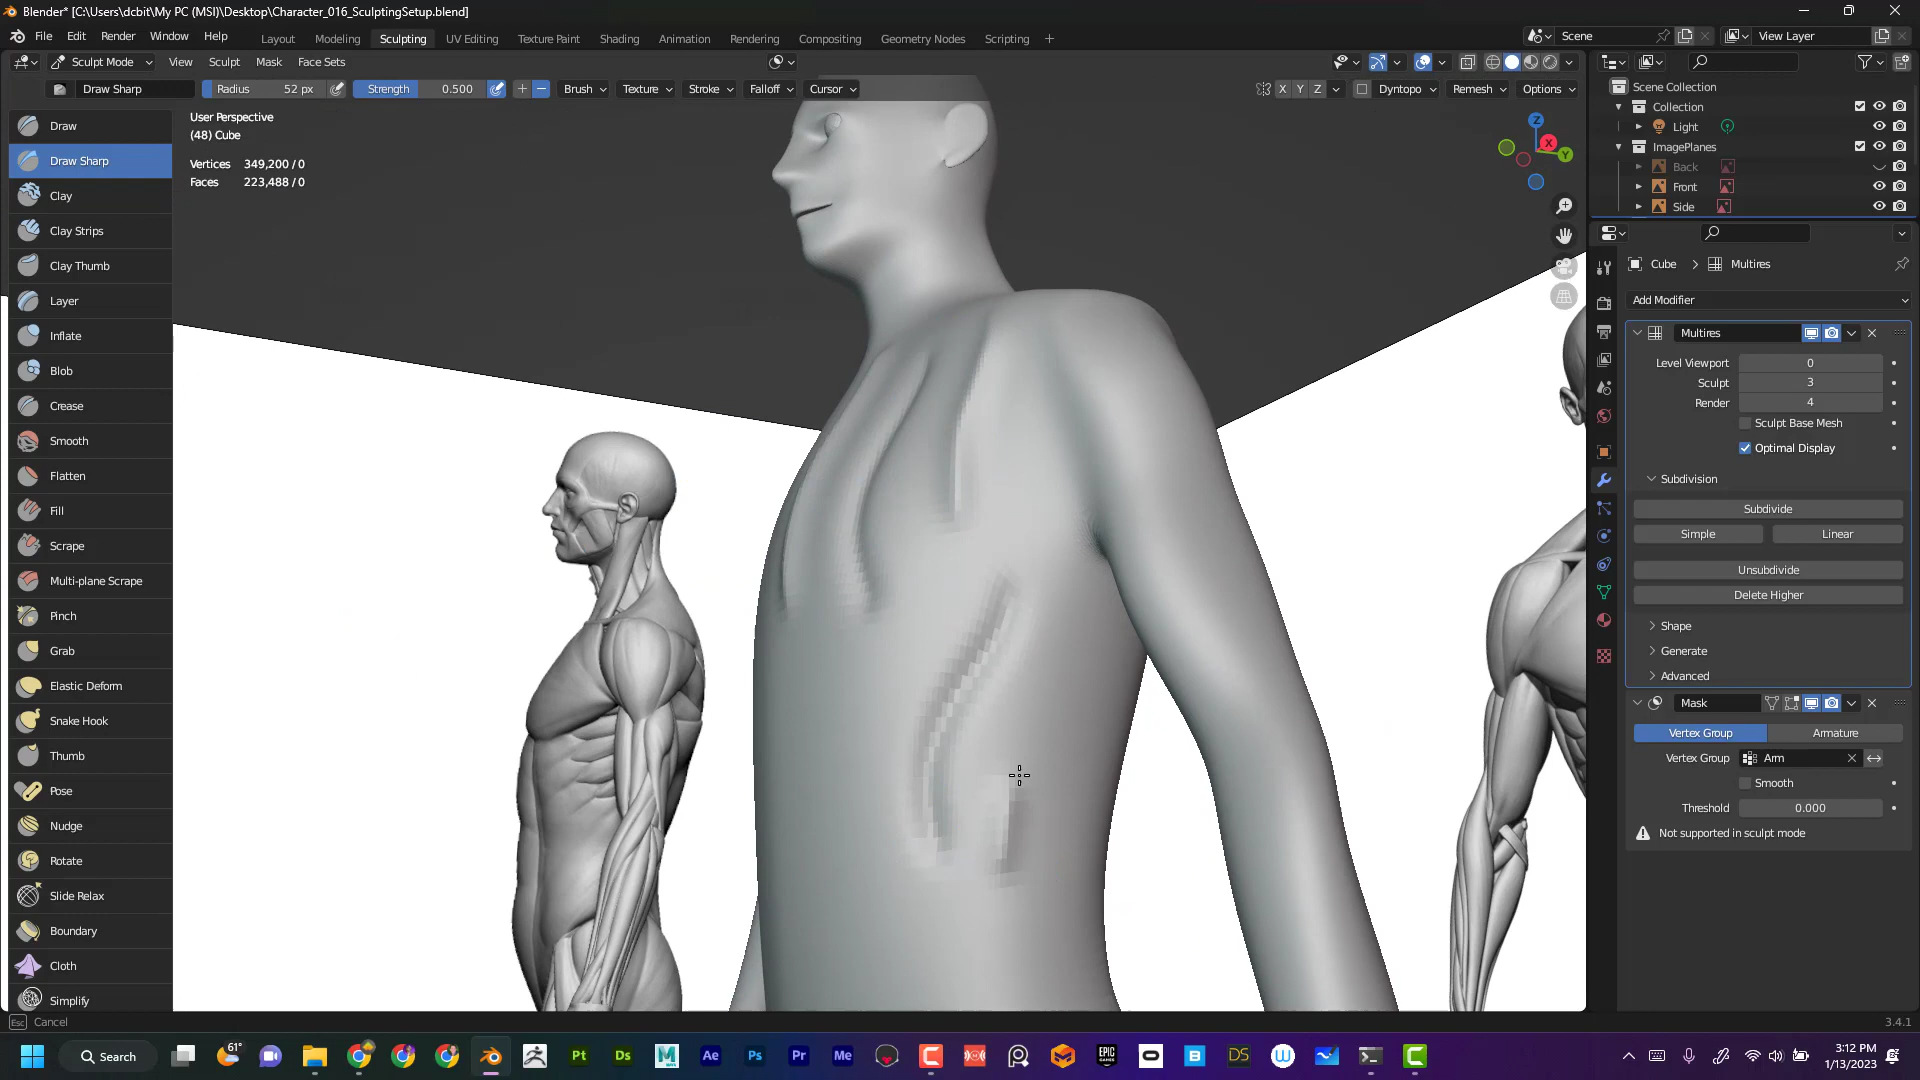 Blender* [C:\Users\dcbit\My PC (MSI)\Desktop\Character_016_SculptingSetup.blend]
File Edit Render Window Help
Layout Modeling Sculpting UV Editing Texture Paint Shading Animation Rendering Compositing Geometry Nodes Scripting +
Scene
View Layer
Sculpt Mode View Sculpt Mask Face Sets
Draw Sharp Radius 52 px Strength 0.500 Brush Texture Stroke Falloff Cursor X Y Z Dyntopo Remesh Options
Draw
Draw Sharp
Clay
Clay Strips
Clay Thumb
Layer
Inflate
Blob
Crease
Smooth
Flatten
Fill
Scrape
Multi-plane Scrape
Pinch
Grab
Elastic Deform
Snake Hook
Thumb
Pose
Nudge
Rotate
Slide Relax
Boundary
Cloth
Simplify
User Perspective
(48) Cube
Vertices 349,200 / 0
Faces 223,488 / 0
Z
X
Y
Scene Collection
Collection
Light
ImagePlanes
Back
Front
Side
Cube > Multires
Add Modifier
Multires
Level Viewport 0
Sculpt 3
Render 4
Sculpt Base Mesh
Optimal Display
Subdivision
Subdivide
Simple Linear
Unsubdivide
Delete Higher
Shape
Generate
Advanced
Mask
Vertex Group Armature
Vertex Group Arm
Smooth
Threshold 0.000
Not supported in sculpt mode
Esc Cancel
3.4.1
Search
61°
Pt Ds Ae Ps Pr Me EPIC GAMES B DS W
3:12 PM
1/13/2023